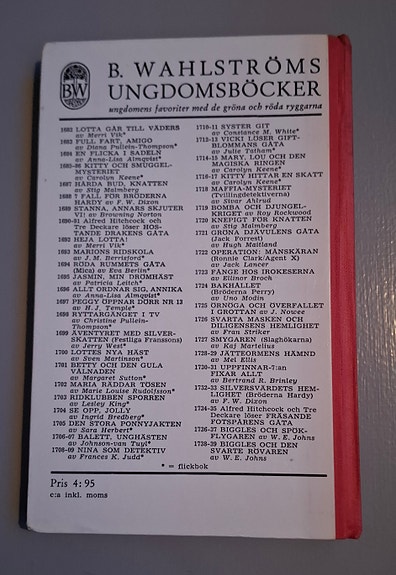 BW
B. WAHLSTRÖMS
UNGDOMSBÖCKER
ungdomens favoriter med de gröna och röda ryggarna
1682 LOTTA GÅR TILL VÄDERS
av Merri Vik*
1683 FULL FART, AMIGO
av Diana Pullein-Thompson*
1684 EN FLICKA I SADELN
av Anna-Lisa Almqvist*
1685-86 KITTY OCH SMUGGEL-
MYSTERIET
av Carolyn Keene*
1687 HÅRDA BUD, KNATTEN
av Stig Malmberg
1688 7 FALL FÖR BRÖDERNA
HARDY av F. W. Dixon
1689 STANNA, ANNARS SKJUTER
VI! av Browning Norton
1690-91 Alfred Hitchcock och
Tre Deckare löser ROS-
TANDE DRAKENS GÅTA
1692 HEJA LOTTA!
av Merri Vik*
1693 MARIONS RIDSKOLA
av J. M. Berrisford*
1694 RÖDA RUMMETS GÅTA
(Mica) av Eva Berlin*
1695 JASMIN, MIN DRÖMHÄST
av Patricia Leitch*
1696 ALLT ORDNAR SIG, ANNIKA
av Anna-Lisa Almqvist*
1697 PEGGY ÖPPNAR DÖRR NR 13
av H. J. Temple*
1698 RYTTARGÄNGET I TV
av Christine Pullein-
Thompson*
1699 ÄVENTYRET MED SILVER-
SKATTEN (Festliga Franssons)
av Jerry West*
1700 LOTTES NYA HÄST
av Sven Martinson*
1701 BETTY OCH DEN GULA
VÅLNADEN
av Margaret Sutton*
1702 MARIA RÄDDAR TÖSEN
av Marie Louise Rudolfsson*
1703 RIDKLUBBEN SPORREN
av Lesley King*
1704 SE OPP, JOLLY
av Ingrid Bredberg*
1705 DEN STORA PONNYJAKTEN
av Sara Herbert*
1706-07 BALETT, UNGHÄSTEN
av Johnson-van Tuyl*
1708-09 NINA SOM DETEKTIV
av Frances K. Judd*
1710-11 SYSTER GIT
av Constance M. White*
1712-13 VICKI LÖSER GIFT-
BLOMMANS GÅTA
av Julie Tatham*
1714-15 MARY, LOU OCH DEN
MAGISKA RINGEN
av Carolyn Keene*
1716-17 KITTY HITTAR EN SKATT
av Carolyn Keene*
1718 MAFFIA-MYSTERIET
(Tvillingdetektiverna)
av Sivar Ahlrud
1719 BOMBA OCH DJUNGEL-
KRIGET av Roy Rockwood
1720 KNEPIGT FÖR KNATTEN
av Stig Malmberg
1721 GRÖNA DJÄVULENS GÅTA
(Jack Forrest)
av Hugh Maitland
1722 OPERATION: MÅNSKÄRAN
(Ronnie Clark/Agent X)
av Jack Lancer
1723 FÅNGE HOS IROKESERNA
av Ellinor Broch
1724 BAKHÅLLET
(Bröderna Perry)
av Uno Modin
1725 ÖRNÖGA OCH ÖVERFALLET
I GROTTAN av J. Nowee
1726 SVARTA MASKEN OCH
DILIGENSENS HEMLIGHET
av Fran Striker
1727 SMYGAREN (Slaghökarna)
av Kaj Martelius
1728-29 JÄTTEORMENS HÄMND
av Mel Ellis
1730-31 UPPFINNAR-7:an
FIXAR ALLT
av Bertrand R. Brinley
1732-33 SILVERSVÄRDETS HEM-
LIGHET (Bröderna Hardy)
av F. W. Dixon
1734-35 Alfred Hitchcock och Tre
Deckare löser FRÄSANDE
FOTSPÅRENS GÅTA
1736-37 BIGGLES OCH SPÖK-
FLYGAREN av W. E. Johns
1738-39 BIGGLES OCH DEN
SVARTE RÖVAREN
av W. E. Johns
* = flickbok
Pris 4:95
c:a inkl. moms